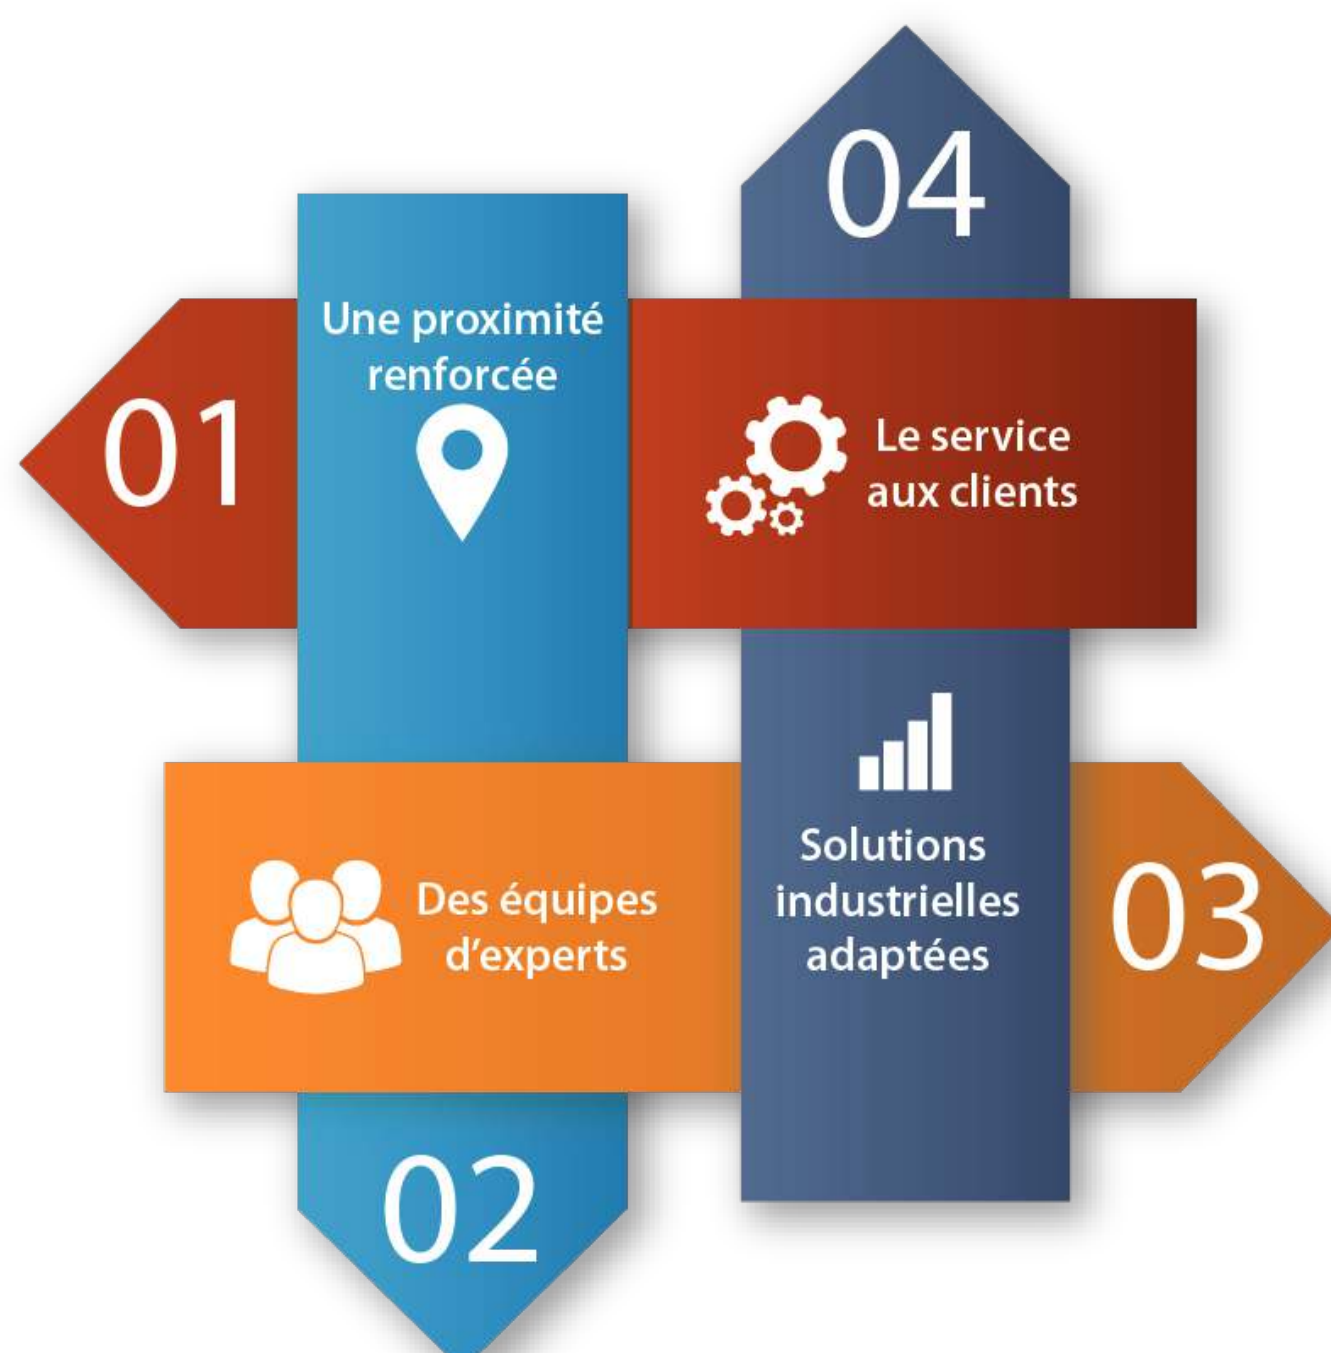 04
Une proximité
renforcée
01
Le service
aux clients
Des équipes
d’experts
Solutions
industrielles
adaptées
03
02